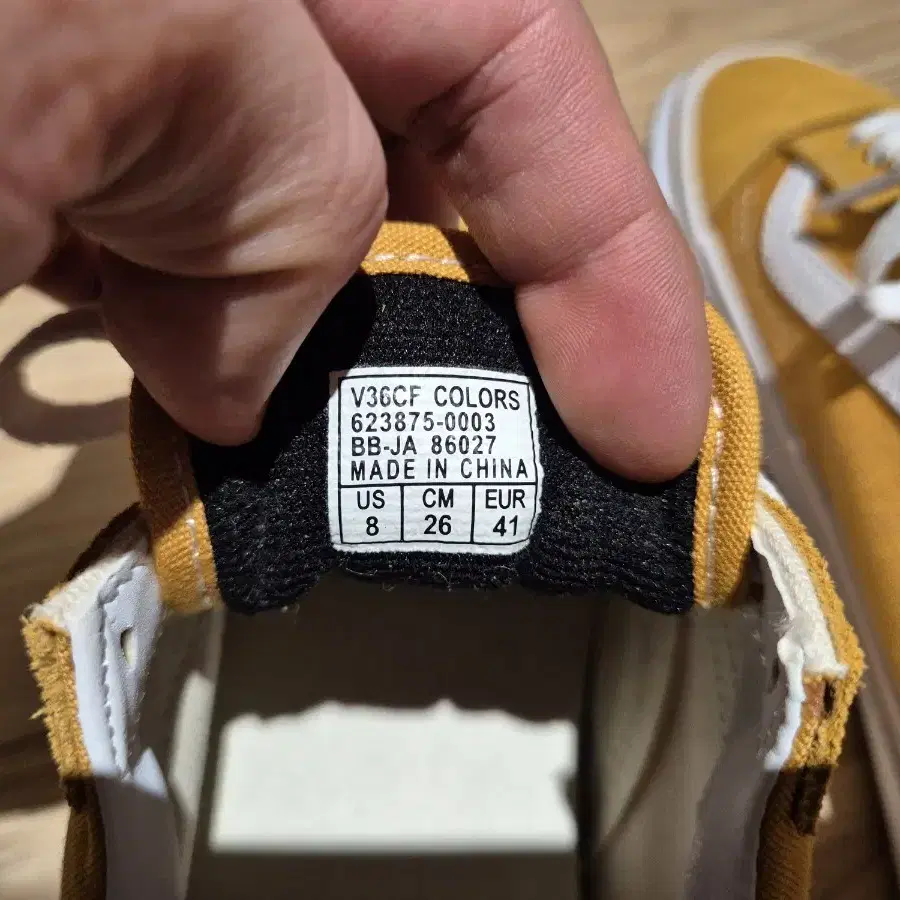 V36CF COLORS
623875-0003
BB-JA 86027
MADE IN CHINA
US CM EUR
8 26 41